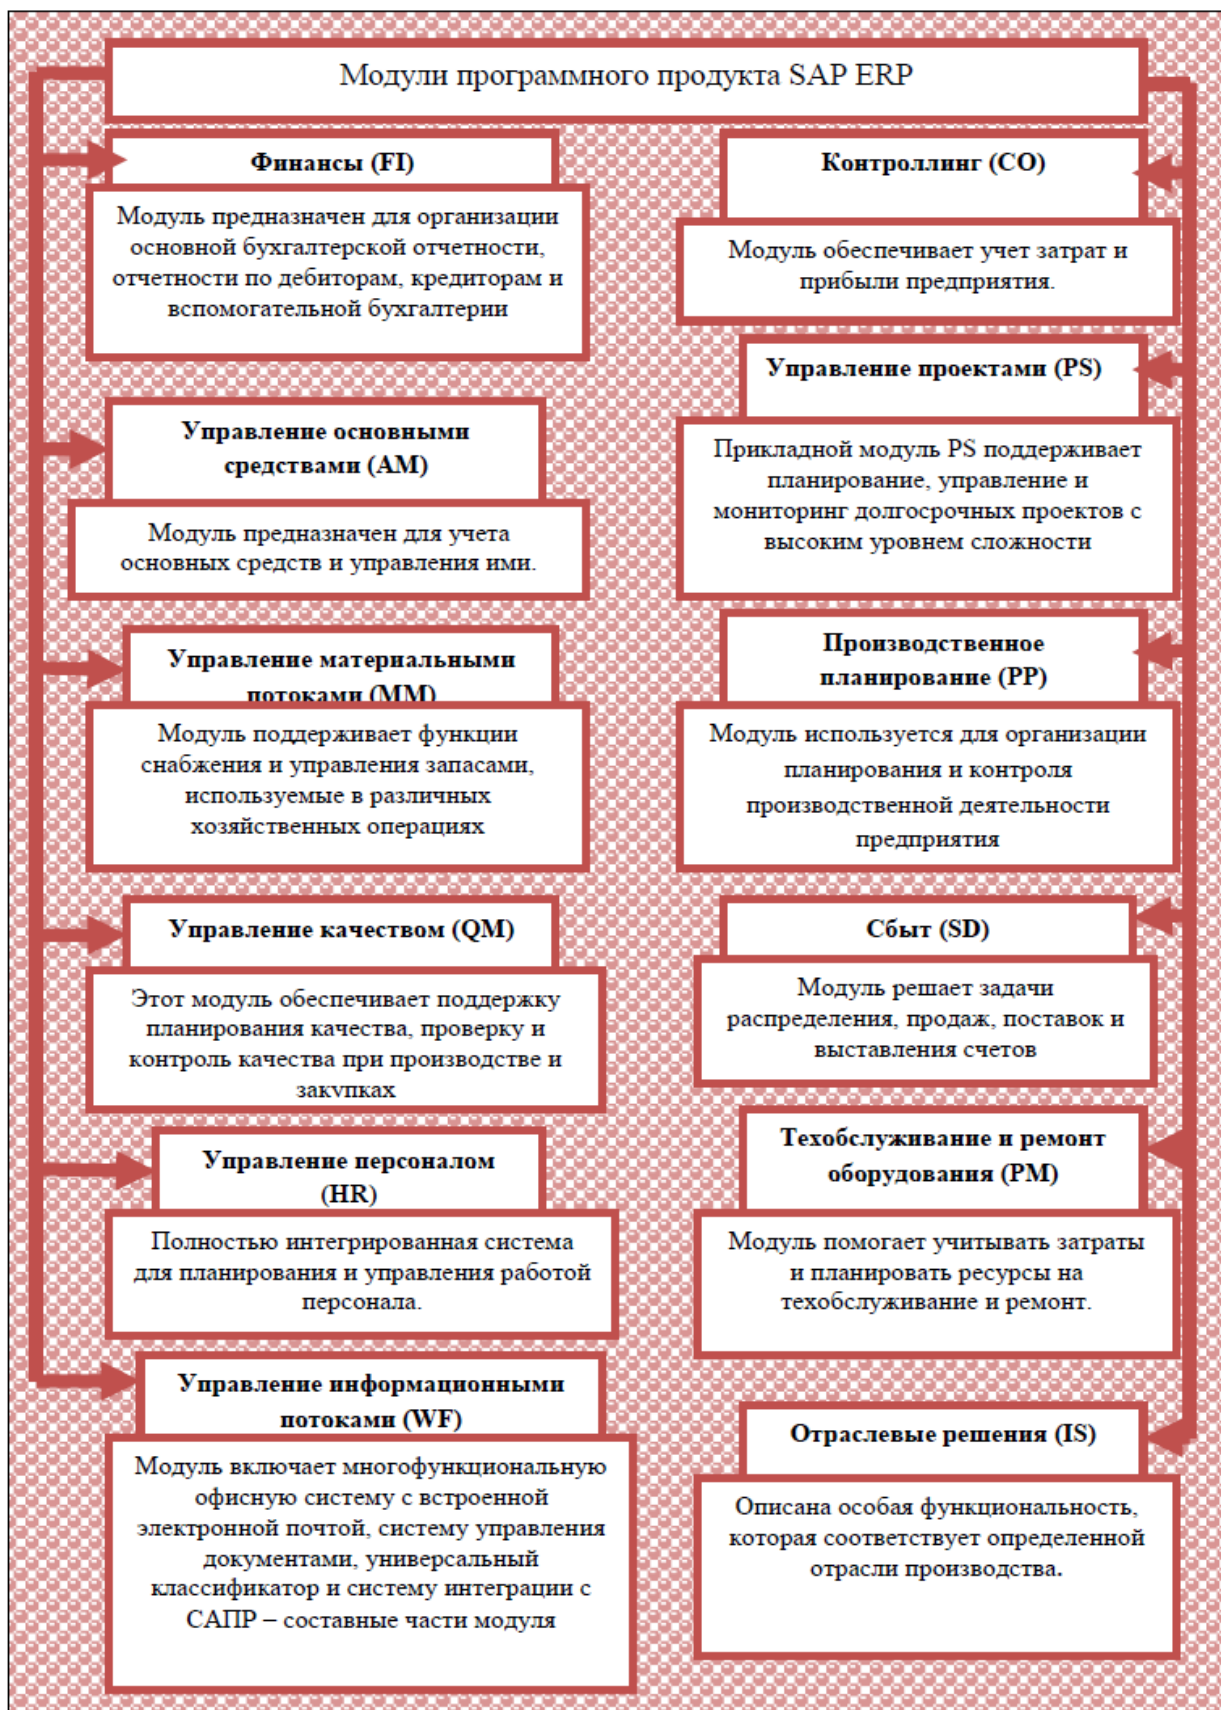 Модули программного продукта SAP ERP
Финансы (FI)
Модуль предназначен для организации
основной бухгалтерской отчетности,
отчетности по дебиторам, кредиторам и
вспомогательной бухгалтерии
Управление основными
средствами (AM)
Модуль предназначен для учета
основных средств и управления ими.
Управление материальными
потоками (MM)
Модуль поддерживает функции
снабжения и управления запасами,
используемые в различных
хозяйственных операциях
Управление качеством (QM)
Этот модуль обеспечивает поддержку
планирования качества, проверку и
контроль качества при производстве и
закупках
Управление персоналом
(HR)
Полностью интегрированная система
для планирования и управления работой
персонала.
Управление информационными
потоками (WF)
Модуль включает многофункциональную
офисную систему с встроенной
электронной почтой, систему управления
документами, универсальный
классификатор и систему интеграции с
САПР – составные части модуля
Контроллинг (CO)
Модуль обеспечивает учет затрат и
прибыли предприятия.
Управление проектами (PS)
Прикладной модуль PS поддерживает
планирование, управление и
мониторинг долгосрочных проектов с
высоким уровнем сложности
Производственное
планирование (PP)
Модуль используется для организации
планирования и контроля
производственной деятельности
предприятия
Сбыт (SD)
Модуль решает задачи
распределения, продаж, поставок и
выставления счетов
Техобслуживание и ремонт
оборудования (PM)
Модуль помогает учитывать затраты
и планировать ресурсы на
техобслуживание и ремонт.
Отраслевые решения (IS)
Описана особая функциональность,
которая соответствует определенной
отрасли производства.